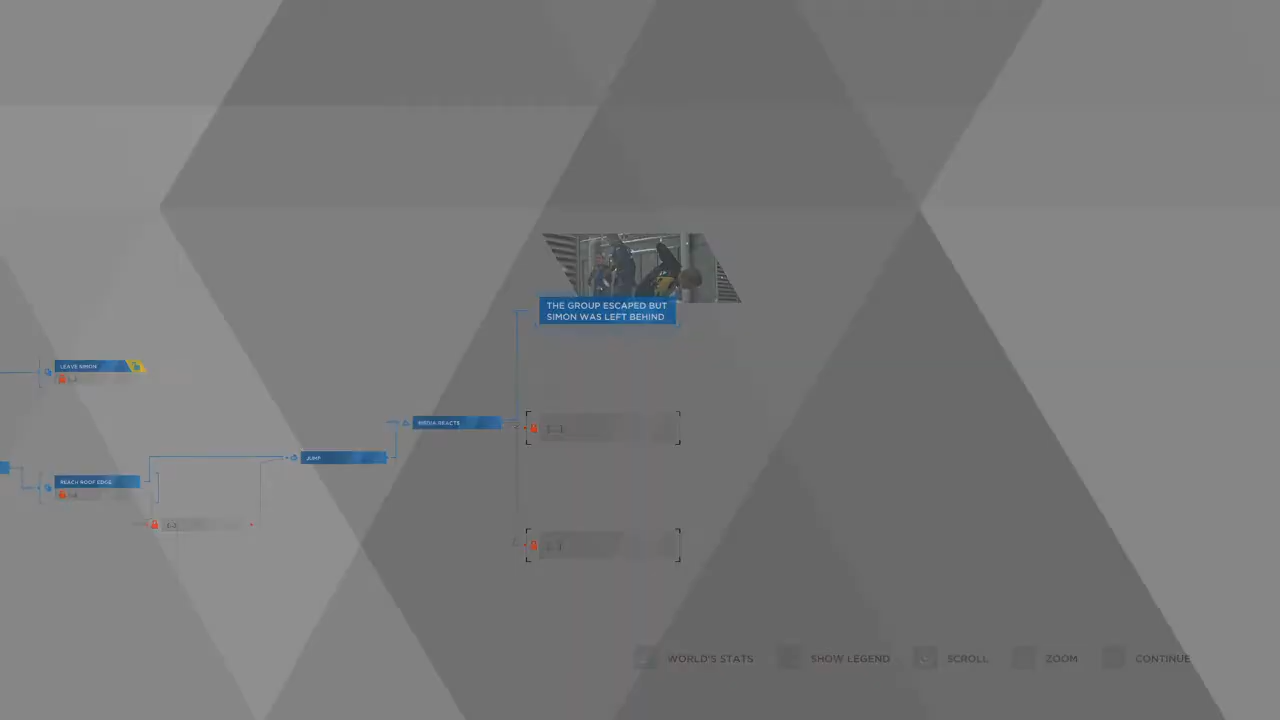 THE GROUP ESCAPED BUT
SIMON WAS LEFT BEHIND
LEAVE SIMON
MEDIA REACTS
JUMP
REACH ROOF EDGE
WORLD'S STATS
SHOW LEGEND
SCROLL
ZOOM
CONTINUE